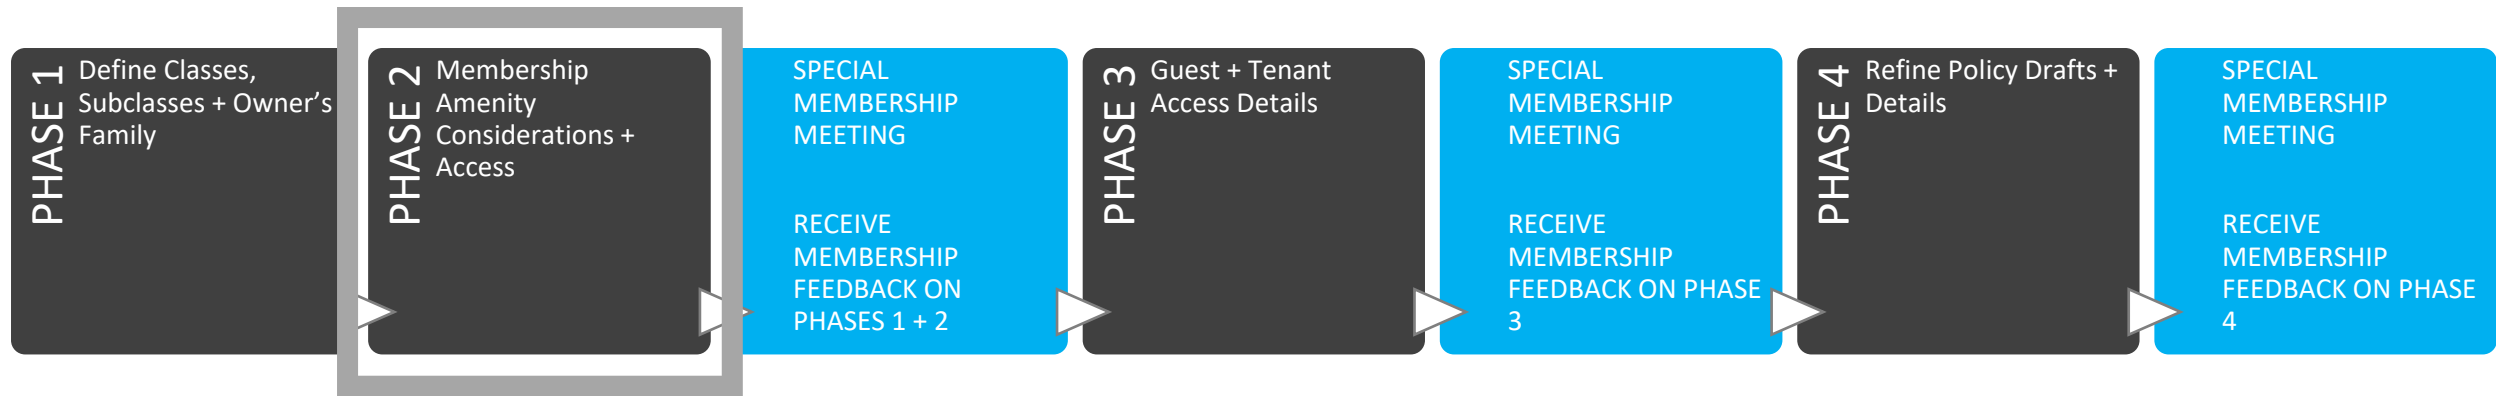 PHASE 1
Define Classes,
Subclasses + Owner’s
Family
PHASE 2
Membership
Amenity
Considerations +
Access
SPECIAL
MEMBERSHIP
MEETING
RECEIVE
MEMBERSHIP
FEEDBACK ON
PHASES 1 + 2
PHASE 3
Guest + Tenant
Access Details
SPECIAL
MEMBERSHIP
MEETING
RECEIVE
MEMBERSHIP
FEEDBACK ON PHASE
3
PHASE 4
Refine Policy Drafts +
Details
SPECIAL
MEMBERSHIP
MEETING
RECEIVE
MEMBERSHIP
FEEDBACK ON PHASE
4